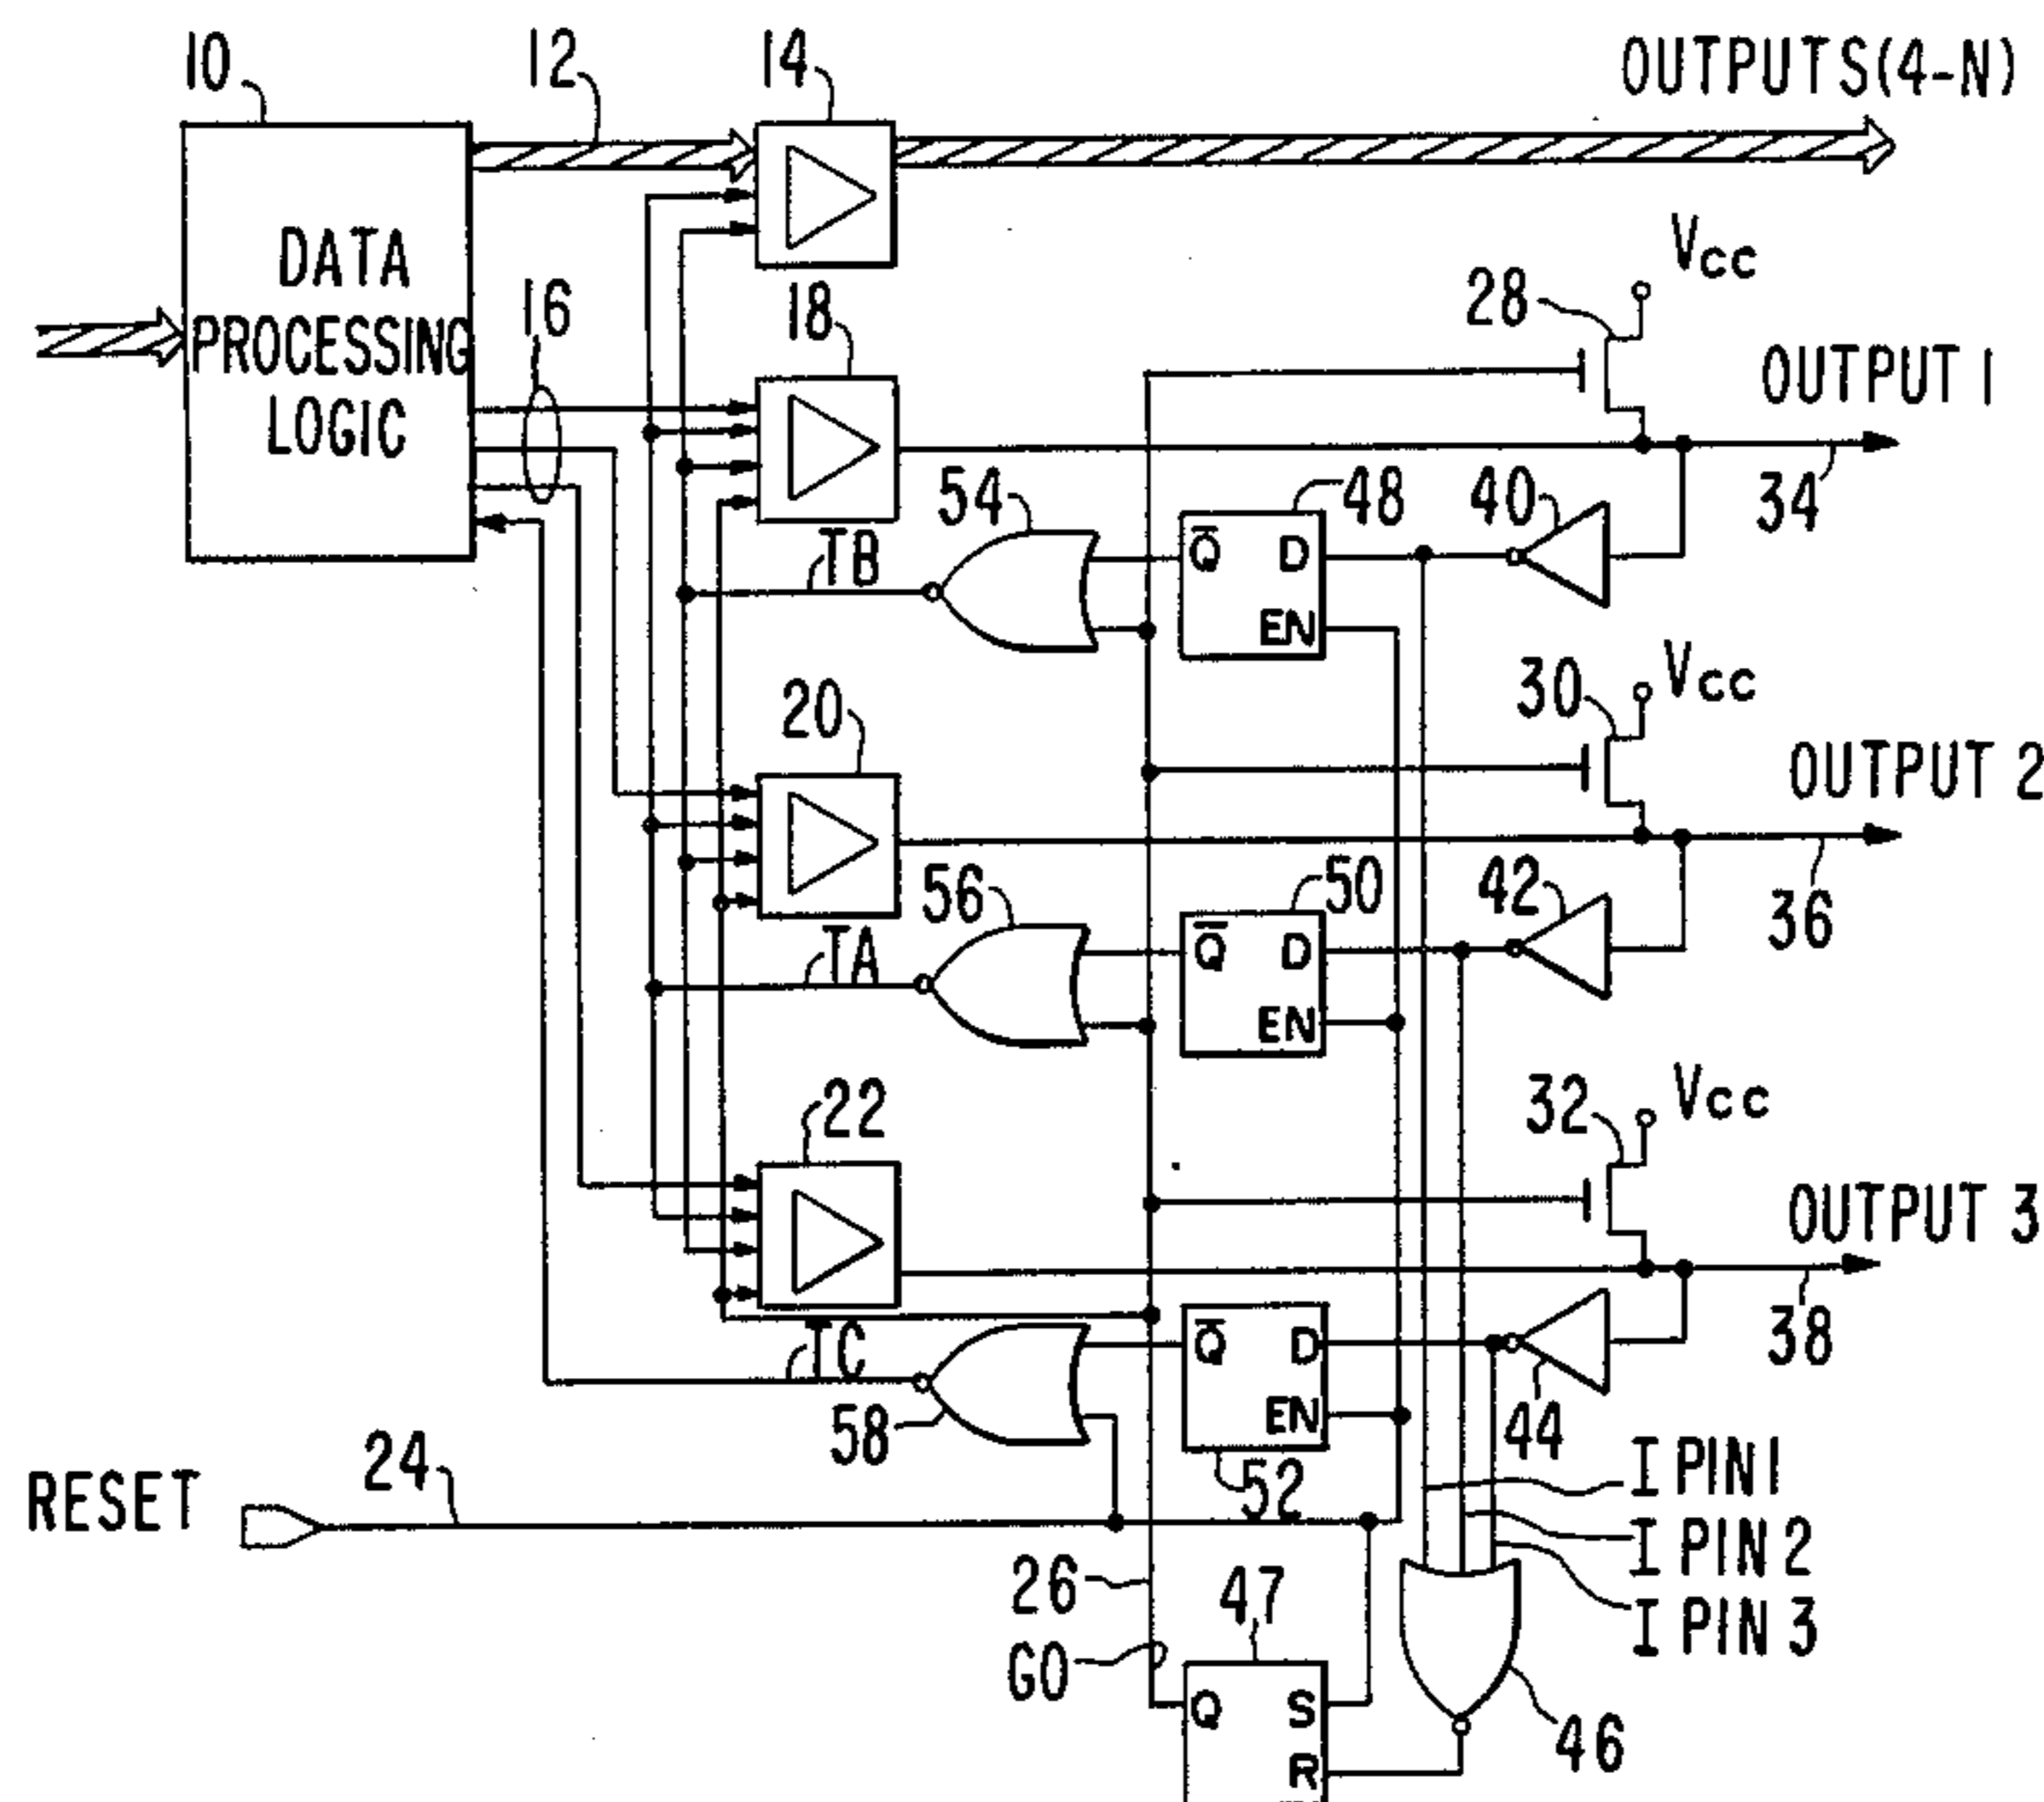 10
12
14
OUTPUTS(4-N)
DATA
PROCESSING
LOGIC
16
18
28
Vcc
OUTPUT 1
34
54
TB
Q̅ D
EN
48
40
20
30
Vcc
OUTPUT 2
36
56
TA
Q̅ D
EN
50
42
22
32
Vcc
OUTPUT 3
38
TC
58
Q̅ D
EN
52
44
RESET
24
I PIN 1
I PIN 2
I PIN 3
26
GO
47
Q S
R
46